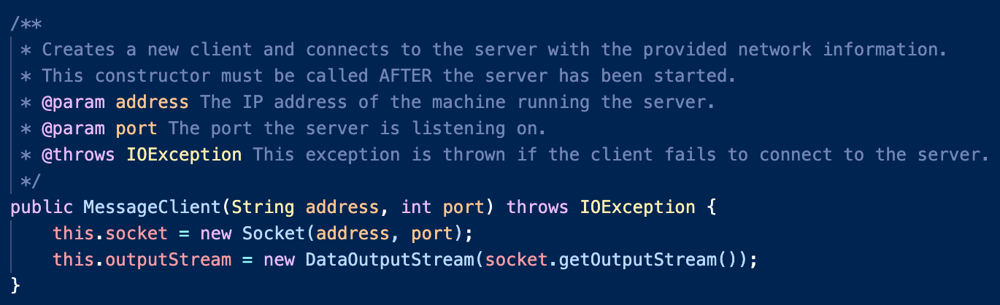 /**
 * Creates a new client and connects to the server with the provided network information.
 * This constructor must be called AFTER the server has been started.
 * @param address The IP address of the machine running the server.
 * @param port The port the server is listening on.
 * @throws IOException This exception is thrown if the client fails to connect to the server.
 */
public MessageClient(String address, int port) throws IOException {
    this.socket = new Socket(address, port);
    this.outputStream = new DataOutputStream(socket.getOutputStream());
}